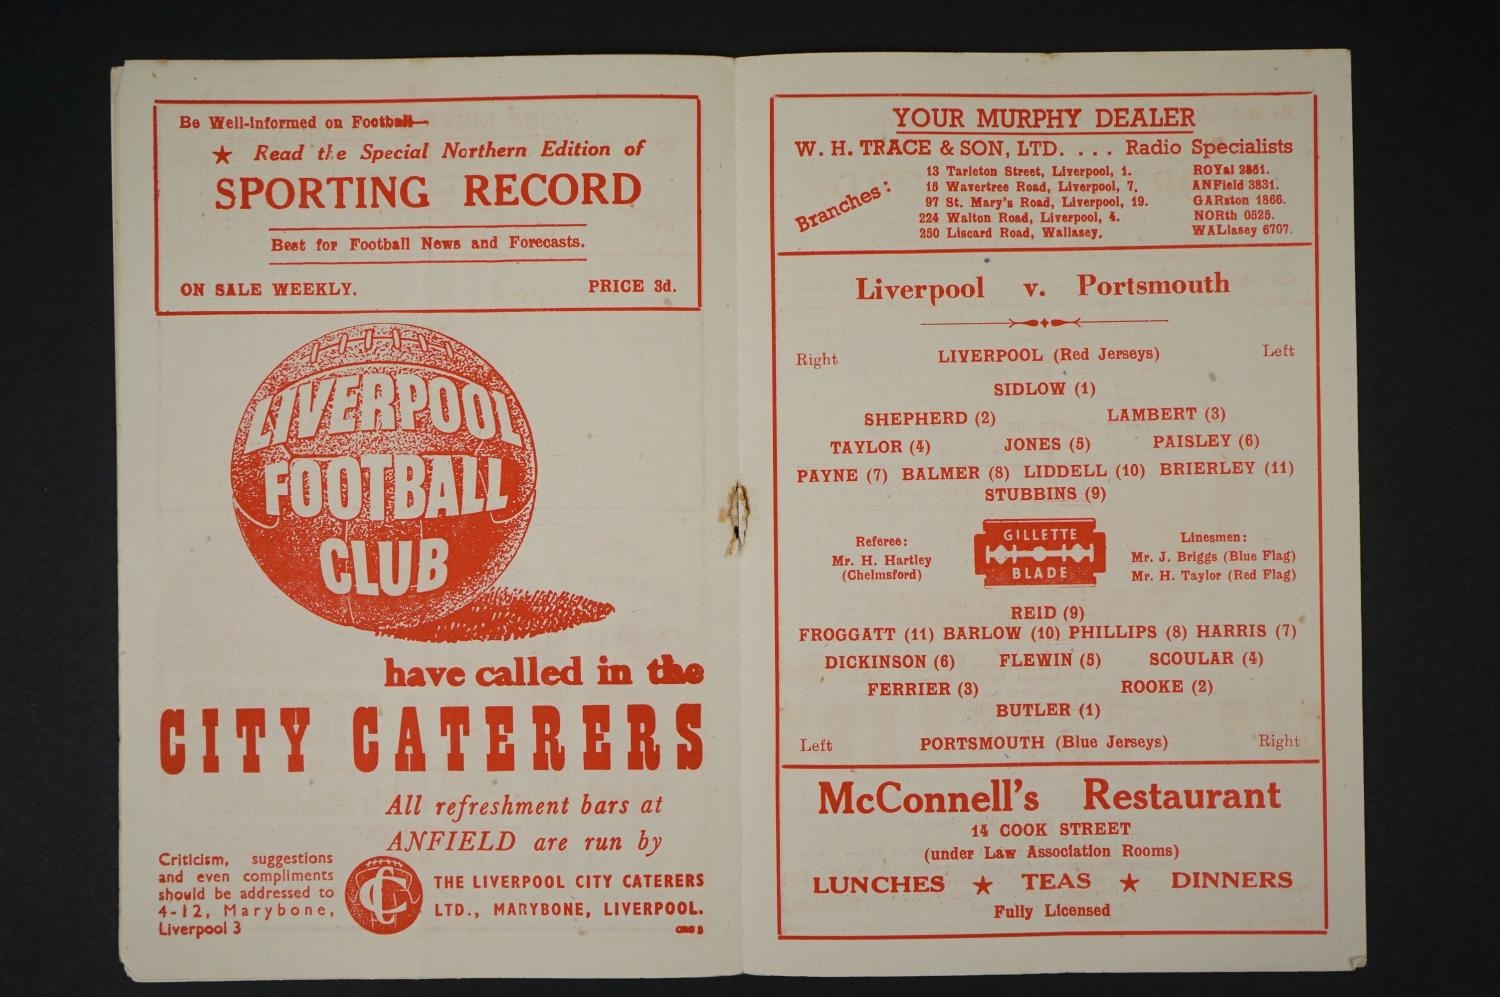 Be Well-informed on Football—
★ Read the Special Northern Edition of
SPORTING RECORD
Best for Football News and Forecasts.
ON SALE WEEKLY. PRICE 3d.
LIVERPOOL
FOOTBALL
CLUB
have called in the
CITY CATERERS
All refreshment bars at
ANFIELD are run by
Criticism, suggestions
and even compliments
should be addressed to
4-12, Marybone,
Liverpool 3
THE LIVERPOOL CITY CATERERS
LTD., MARYBONE, LIVERPOOL.
YOUR MURPHY DEALER
W. H. TRACE & SON, LTD. . . . Radio Specialists
Branches:
13 Tarleton Street, Liverpool, 1. ROYal
15 Wavertree Road, Liverpool, 7. ANField 3831.
97 St. Mary's Road, Liverpool, 19. GARston 1866.
224 Walton Road, Liverpool, 4. NORth 0525.
250 Liscard Road, Wallasey. WALlasey 6707.
Liverpool v. Portsmouth
Right LIVERPOOL (Red Jerseys) Left
SIDLOW (1)
SHEPHERD (2) LAMBERT (3)
TAYLOR (4) JONES (5) PAISLEY (6)
PAYNE (7) BALMER (8) LIDDELL (10) BRIERLEY (11)
STUBBINS (9)
Referee:
Mr. H. Hartley
(Chelmsford)
GILLETTE
BLADE
Linesmen:
Mr. J. Briggs (Blue Flag)
Mr. H. Taylor (Red Flag)
REID (9)
FROGGATT (11) BARLOW (10) PHILLIPS (8) HARRIS (7)
DICKINSON (6) FLEWIN (5) SCOULAR (4)
FERRIER (3) ROOKE (2)
BUTLER (1)
Left PORTSMOUTH (Blue Jerseys) Right
McConnell's Restaurant
14 COOK STREET
(under Law Association Rooms)
LUNCHES ★ TEAS ★ DINNERS
Fully Licensed